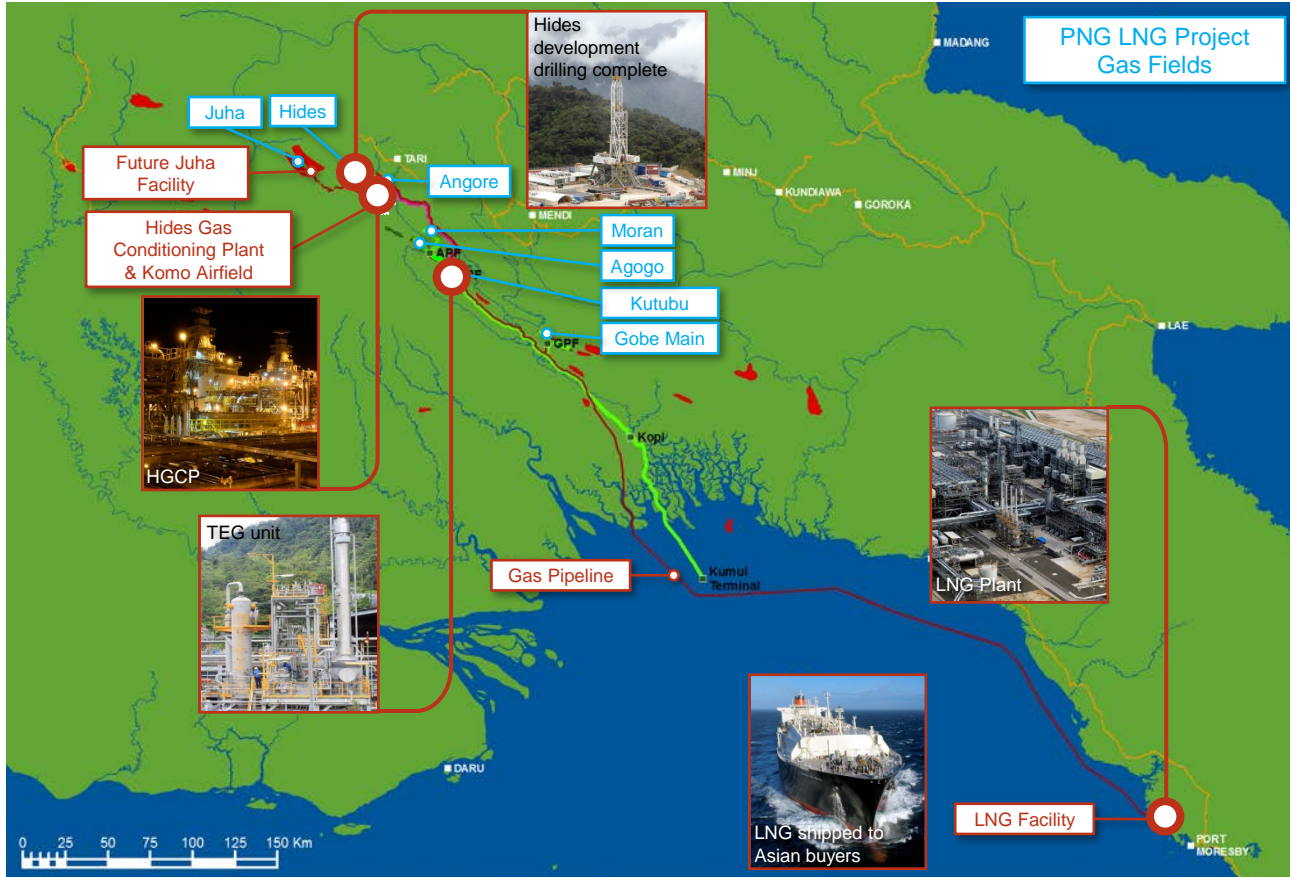 Hides
development
drilling complete
PNG LNG Project
Gas Fields
MADANG
Juha
Hides
TARI
Future Juha
Facility
Angore
MINJ
KUNDIAWA
GOROKA
MENDI
Hides Gas
Conditioning Plant
& Komo Airfield
Moran
Agogo
APF
Kutubu
Gobe Main
GPF
LAE
Kopi
HGCP
TEG unit
Gas Pipeline
Kumul
Terminal
LNG Plant
DARU
LNG shipped to
Asian buyers
LNG Facility
PORT
MORESBY
0 25 50 75 100 125 150 Km